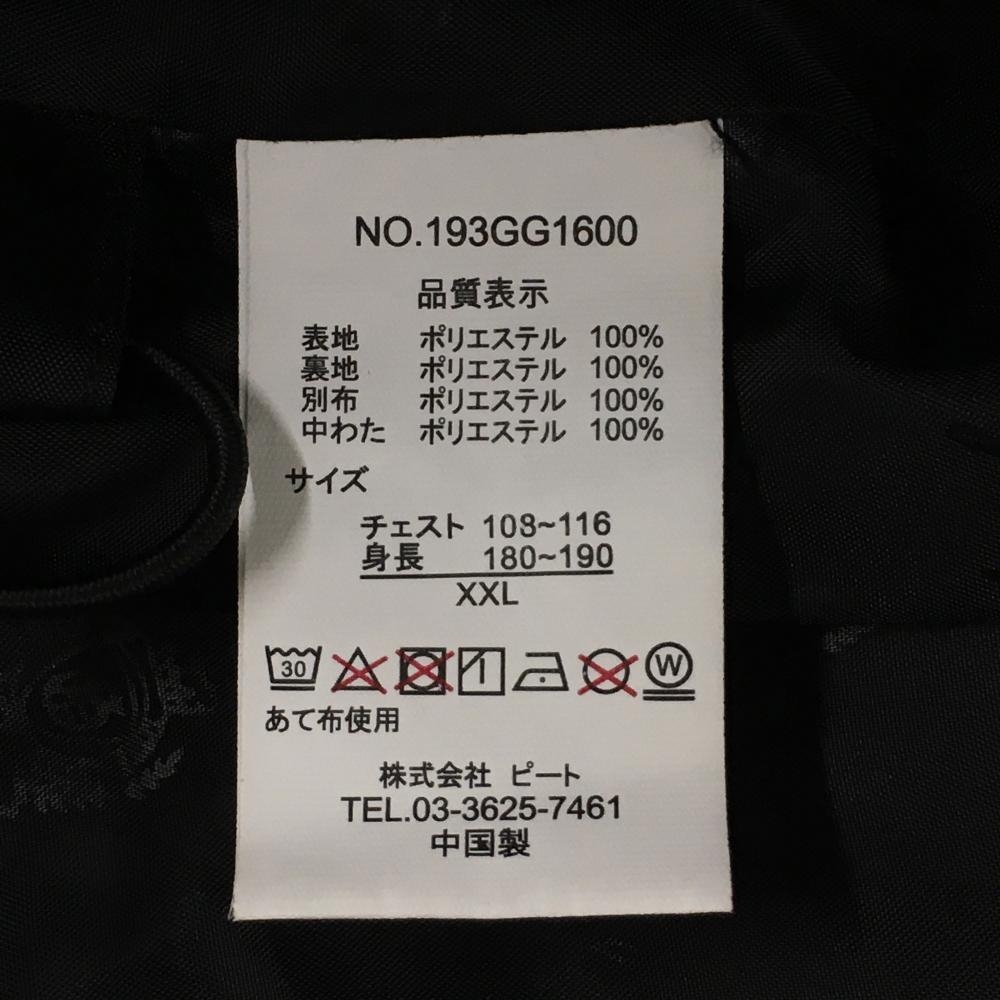 NO.193GG1600
品質表示
表地 ポリエステル 100%
裏地 ポリエステル 100%
別布 ポリエステル 100%
中わた ポリエステル 100%
サイズ
チェスト 108~116
身長 180~190
XXL
30 W
あて布使用
株式会社 ピート
TEL.03-3625-7461
中国製